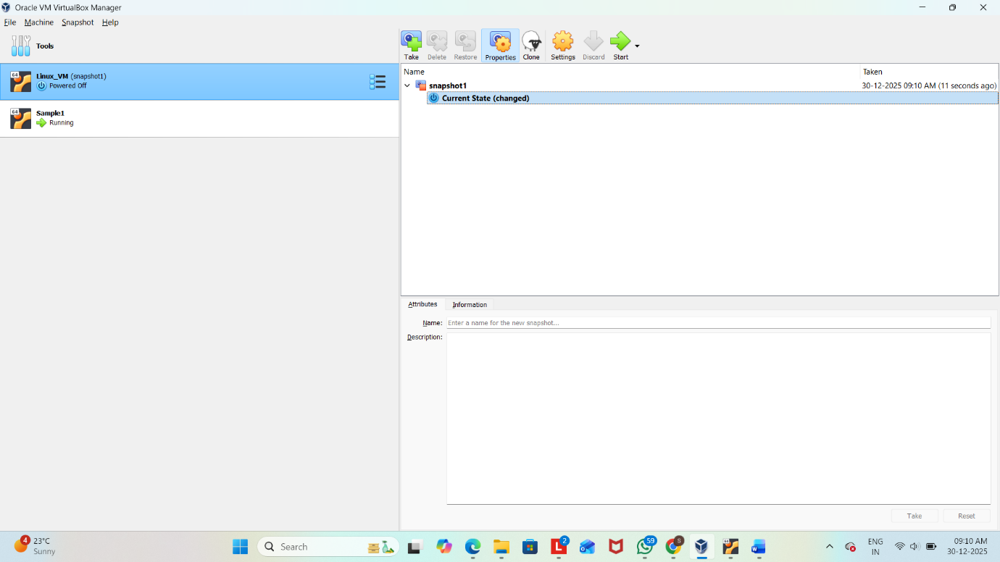 Oracle VM VirtualBox Manager
File Machine Snapshot Help
Tools
Take Delete Restore Properties Clone Settings Discard Start
64 Linux_VM (snapshot1)
Powered Off
64 Sample1
Running
Name Taken
snapshot1 30-12-2025 09:10 AM (11 seconds ago)
Current State (changed)
Attributes Information
Name: Enter a name for the new snapshot...
Description:
Take Reset
4 23°C
Sunny
Search
2
59
S
64
ENG
IN
09:10 AM
30-12-2025